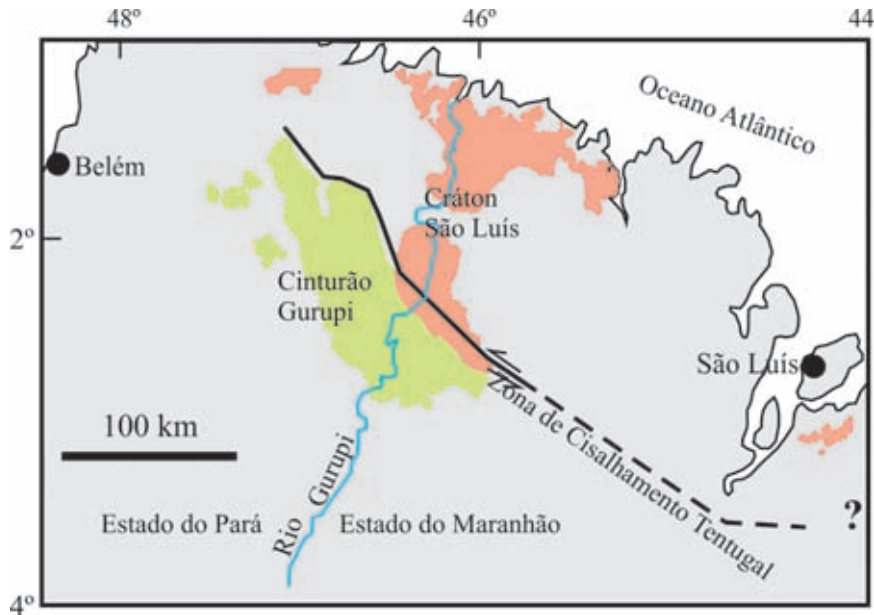 48º
46º
44
Oceano Atlântico
Belém
Cráton
São Luís
2º
Cinturão
Gurupi
São Luís
Zona de Cisalhamento Tentugal
100 km
Rio Gurupi
Estado do Pará
Estado do Maranhão
?
4º